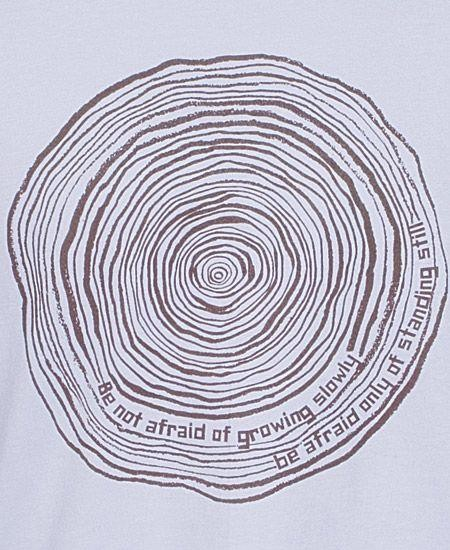 Be not afraid of growing slowly
be afraid only of standing still